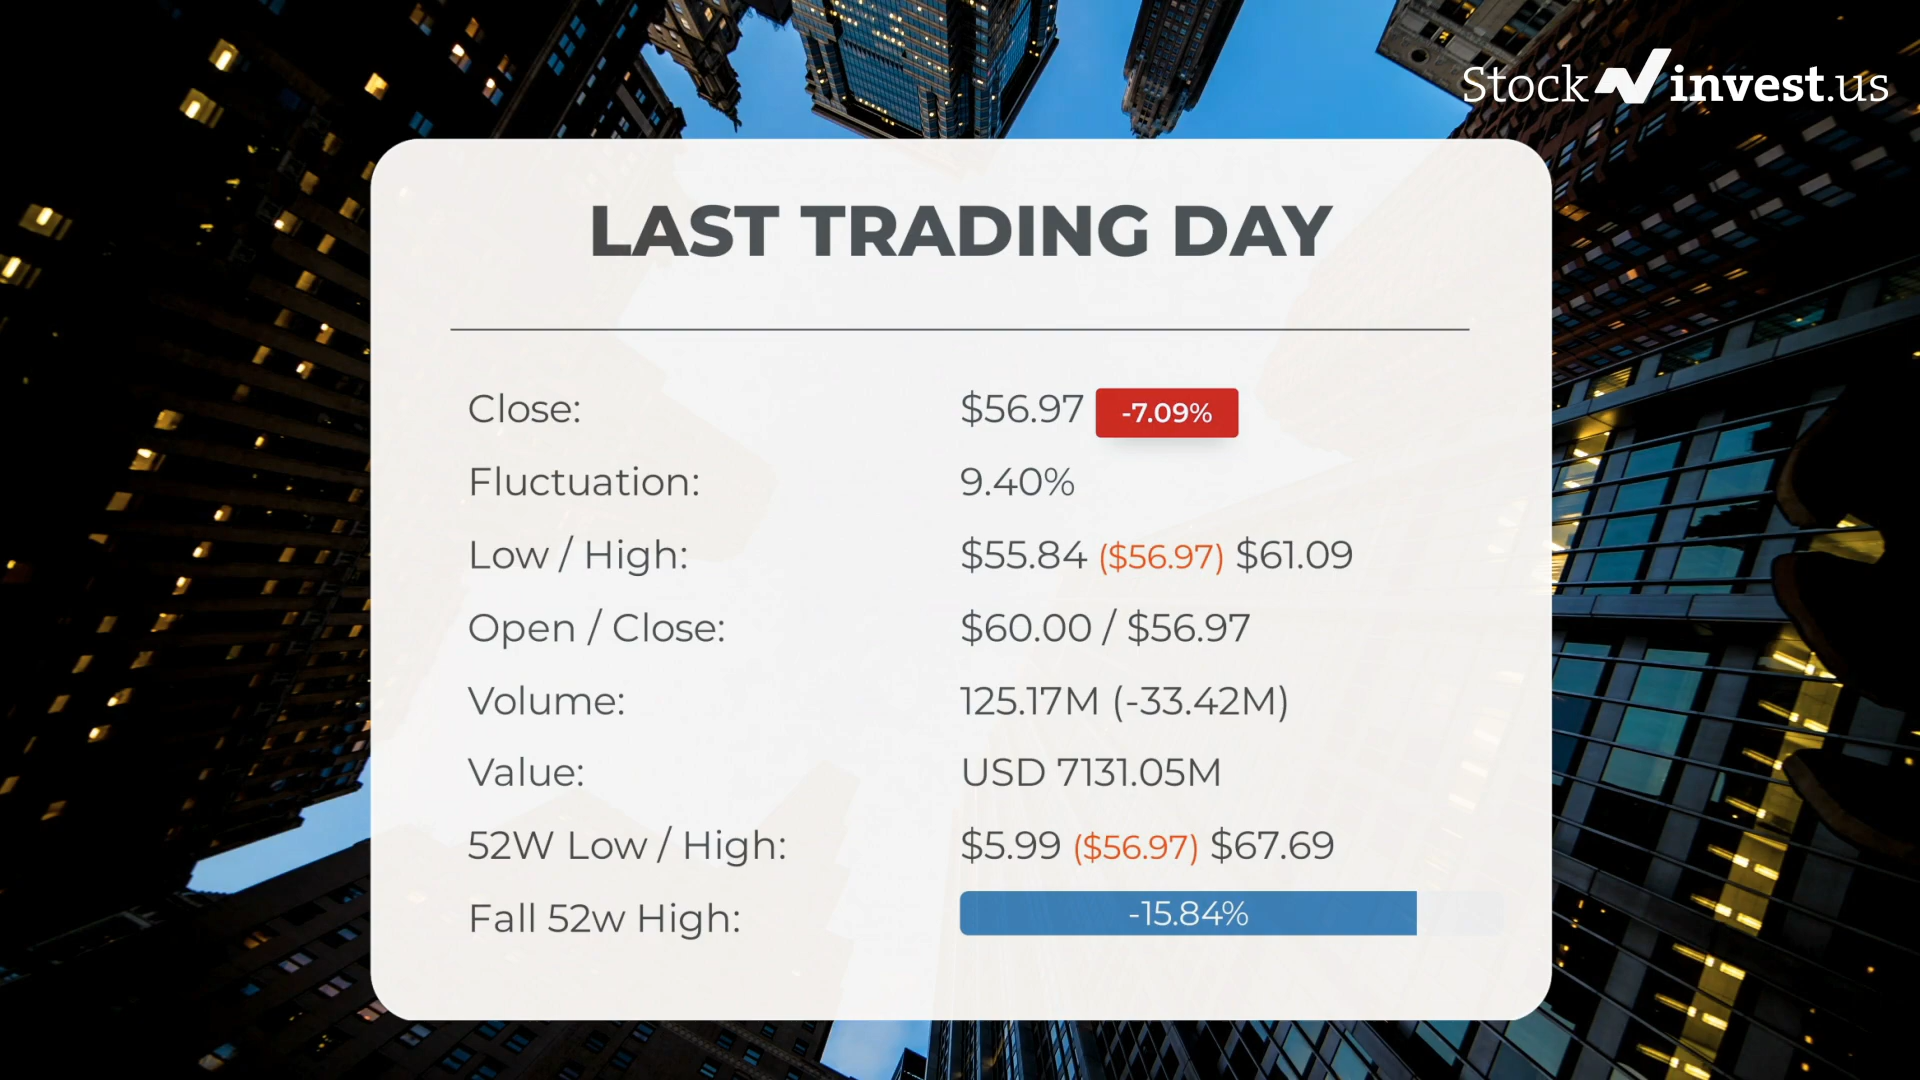 Stock invest.us
LAST TRADING DAY
Close: $56.97 -7.09%
Fluctuation: 9.40%
Low / High: $55.84 ($56.97) $61.09
Open / Close: $60.00 / $56.97
Volume: 125.17M (-33.42M)
Value: USD 7131.05M
52W Low / High: $5.99 ($56.97) $67.69
Fall 52w High: -15.84%